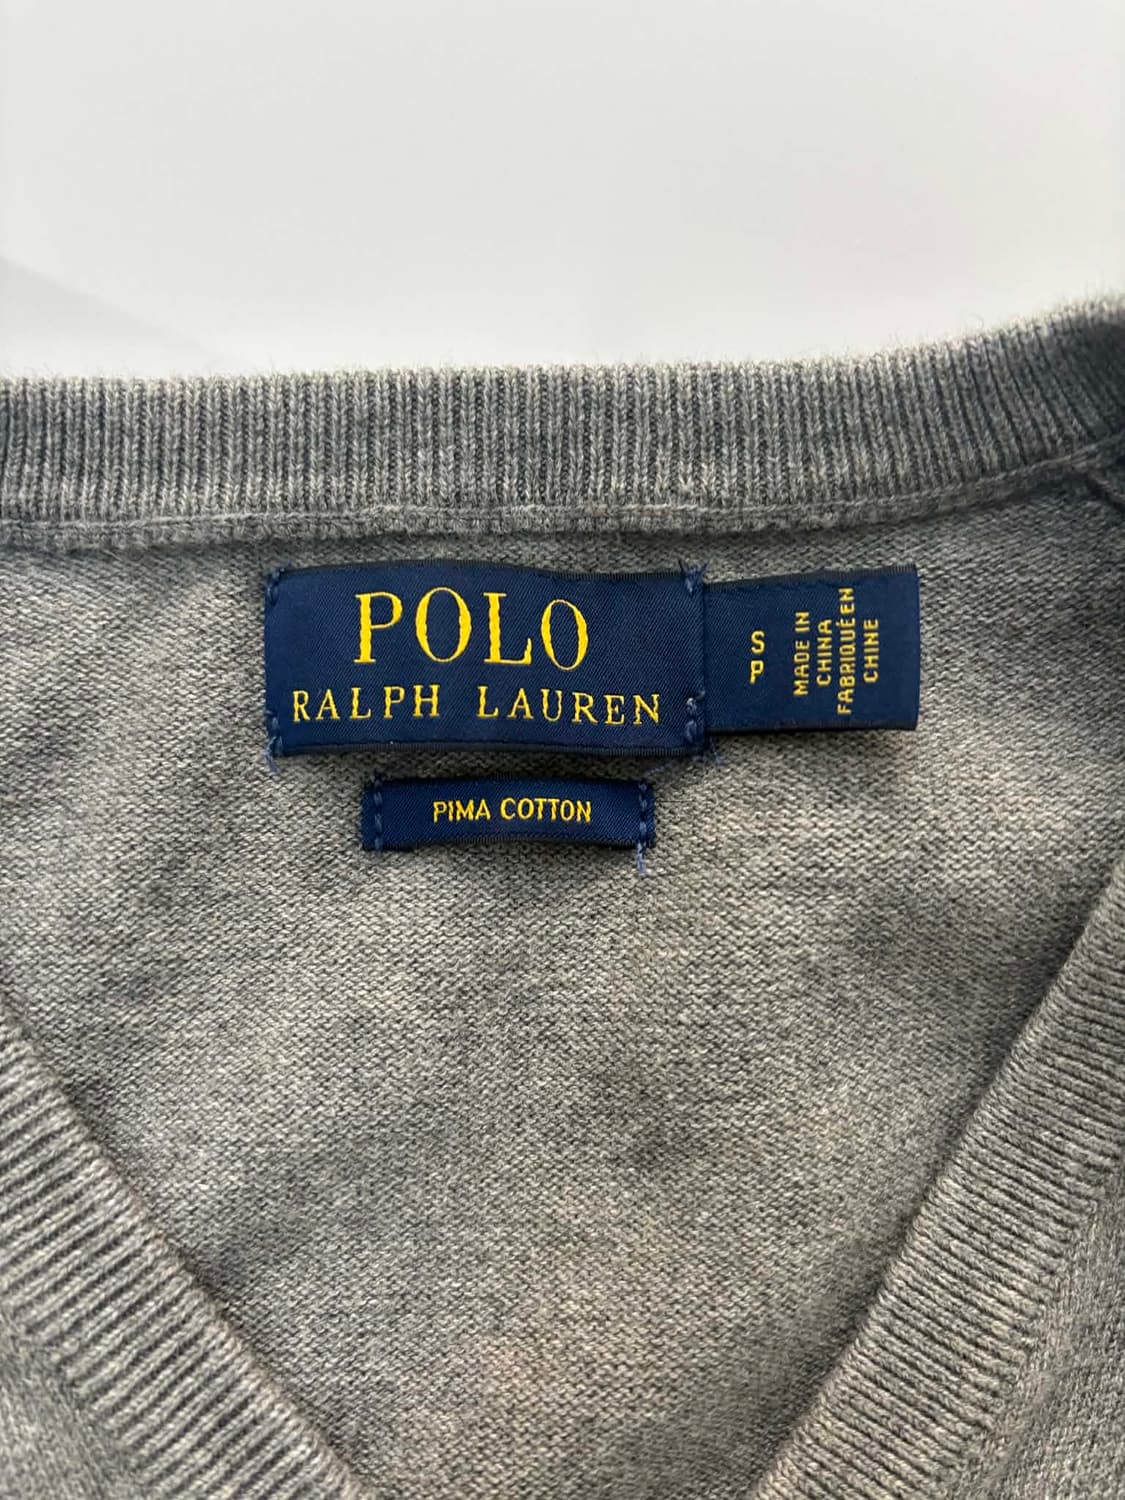 POLO
RALPH LAUREN
S
P
MADE IN
CHINA
FABRIQUÉ EN
CHINE
PIMA COTTON